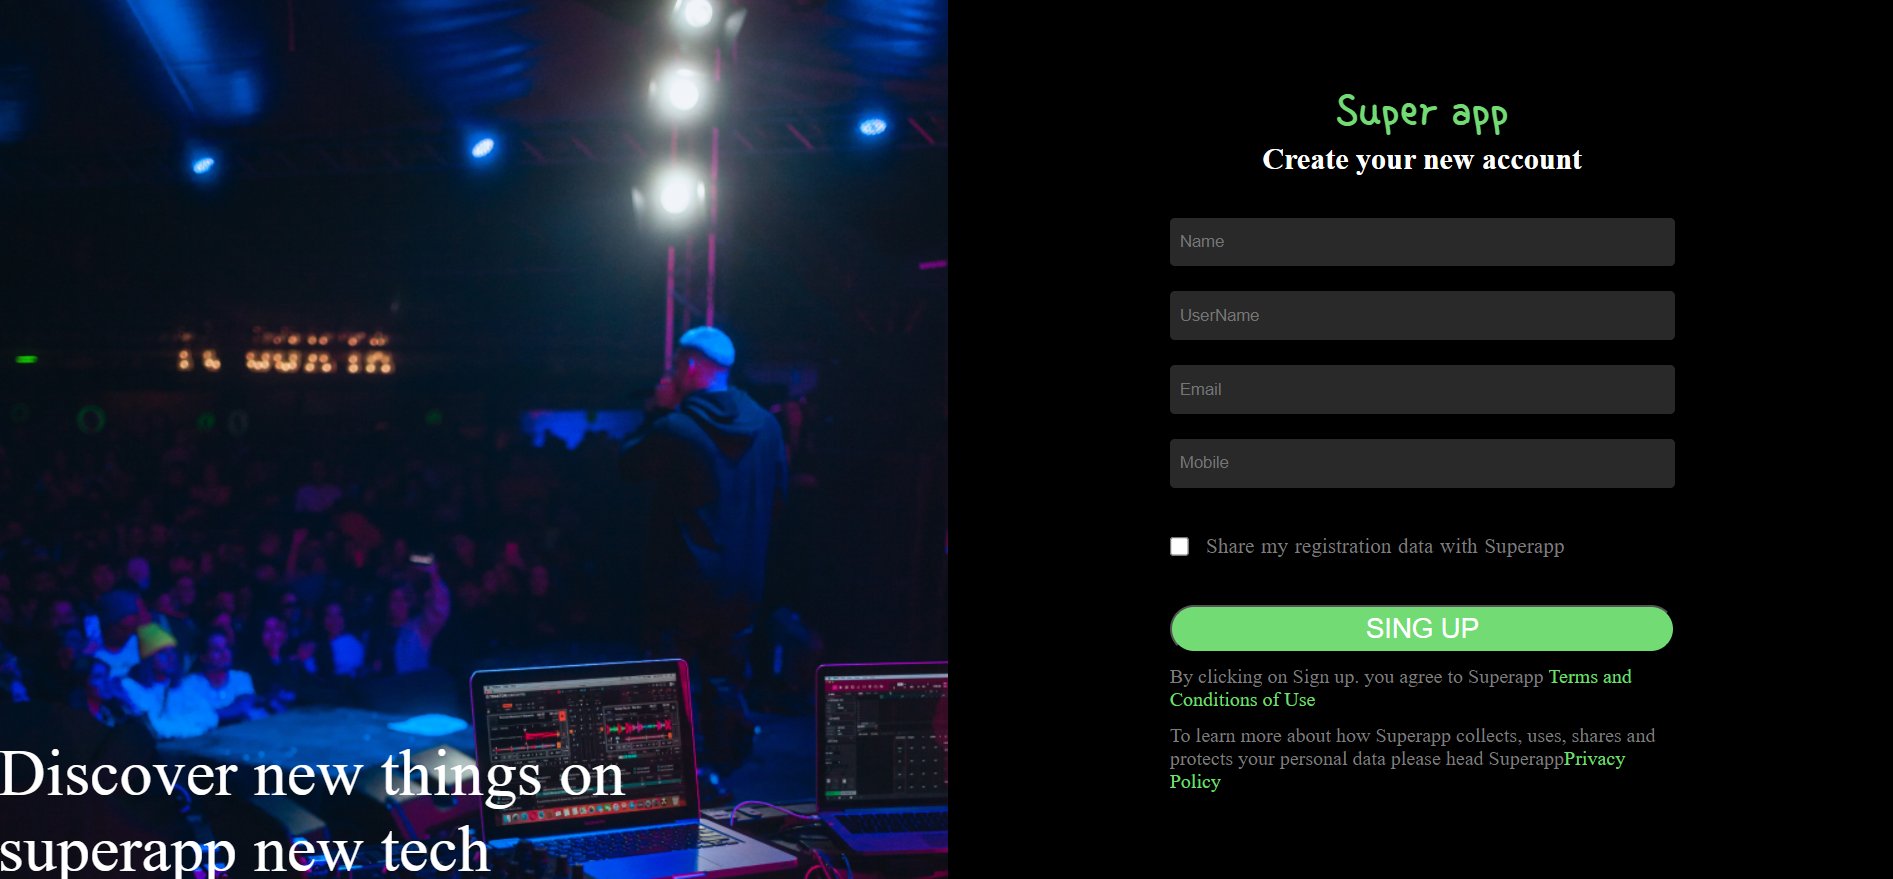 Super app
Create your new account
Name
UserName
Email
Mobile
Share my registration data with Superapp
SING UP
By clicking on Sign up. you agree to Superapp Terms and
Conditions of Use
To learn more about how Superapp collects, uses, shares and
protects your personal data please head SuperappPrivacy
Policy
Discover new things on
superapp new tech